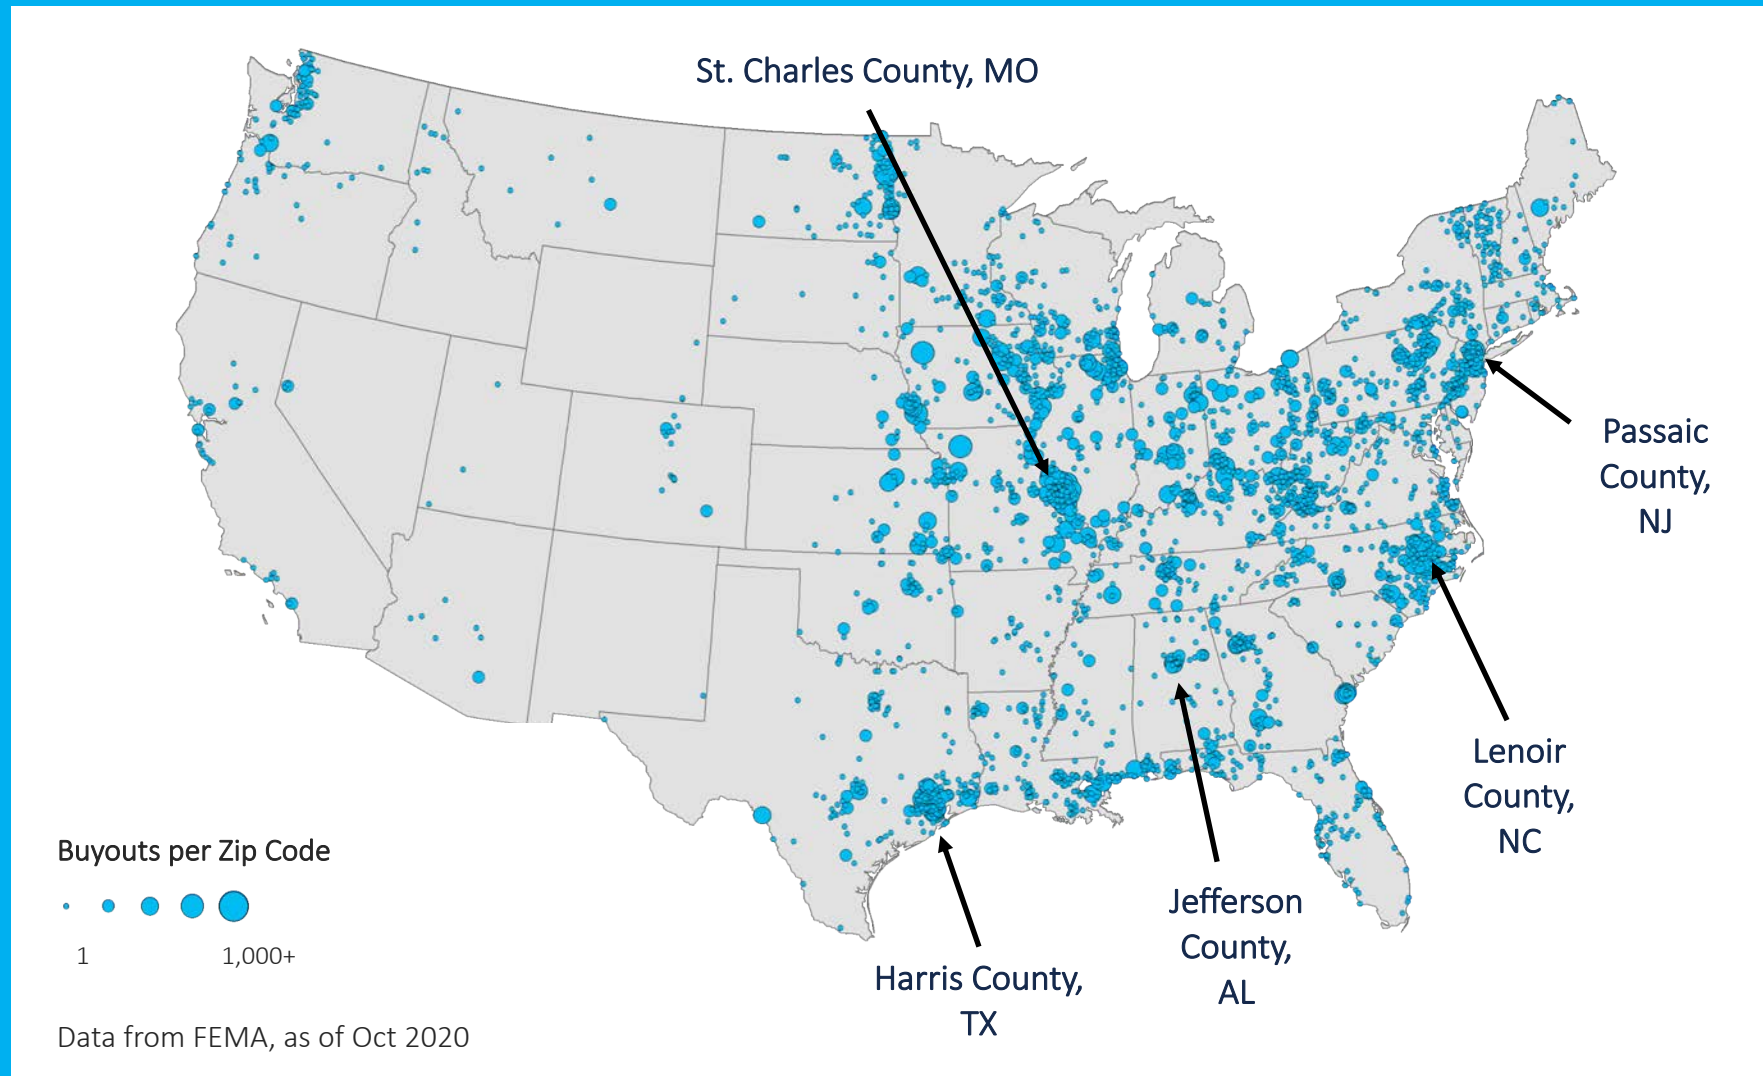 St. Charles County, MO
Passaic
County,
NJ
Lenoir
County,
NC
Jefferson
County,
AL
Harris County,
TX
Buyouts per Zip Code
1
1,000+
Data from FEMA, as of Oct 2020